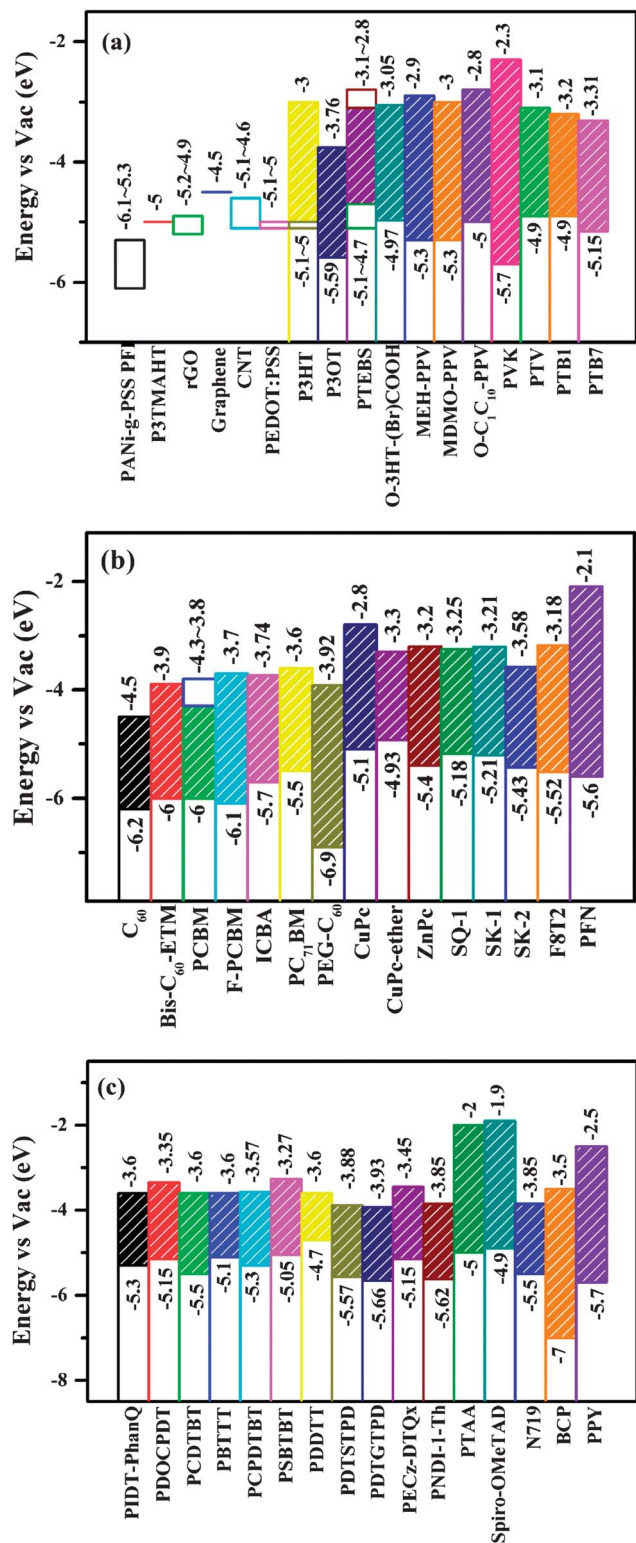 (a)
Energy vs Vac (eV)
-2
-4
-6
-6.1~5.3
-5
-5.2~4.9
-4.5
-5.1~4.6
-5.1~5
-3
-3.76
-3.1~2.8
-3.05
-2.9
-3
-2.8
-2.3
-3.1
-3.2
-3.31
-5.1~5
-5.59
-5.1~4.7
-4.97
-5.3
-5.3
-5
-5.7
-4.9
-4.9
-5.15
PANi-g-PSS PFI
P3TMAHT
rGO
Graphene
CNT
PEDOT:PSS
P3HT
P3OT
PTEBS
O-3HT-(Br)COOH
MEH-PPV
MDMO-PPV
O-C1C10-PPV
PVK
PTV
PTB1
PTB7
(b)
Energy vs Vac (eV)
-2
-4
-6
-4.5
-3.9
-4.3~3.8
-3.7
-3.74
-3.6
-3.92
-2.8
-3.3
-3.2
-3.25
-3.21
-3.58
-3.18
-2.1
-6.2
-6
-6
-6.1
-5.7
-5.5
-6.9
-5.1
-4.93
-5.4
-5.18
-5.21
-5.43
-5.52
-5.6
C60
Bis-C60-ETM
PCBM
F-PCBM
ICBA
PC71BM
PEG-C60
CuPc
CuPc-ether
ZnPc
SQ-1
SK-1
SK-2
F8T2
PFN
(c)
Energy vs Vac (eV)
-2
-4
-6
-8
-3.6
-3.35
-3.6
-3.6
-3.57
-3.27
-3.6
-3.88
-3.93
-3.45
-3.85
-2
-1.9
-3.85
-3.5
-2.5
-5.3
-5.15
-5.5
-5.1
-5.3
-5.05
-4.7
-5.57
-5.66
-5.15
-5.62
-5
-4.9
-5.5
-7
-5.7
PIDT-PhanQ
PDOCPDT
PCDTBT
PBTTT
PCPDTBT
PSBTBT
PDDTT
PDTSTPD
PDTGTPD
PECz-DTQx
PNDI-1-Th
PTAA
Spiro-OMeTAD
N719
BCP
PPY